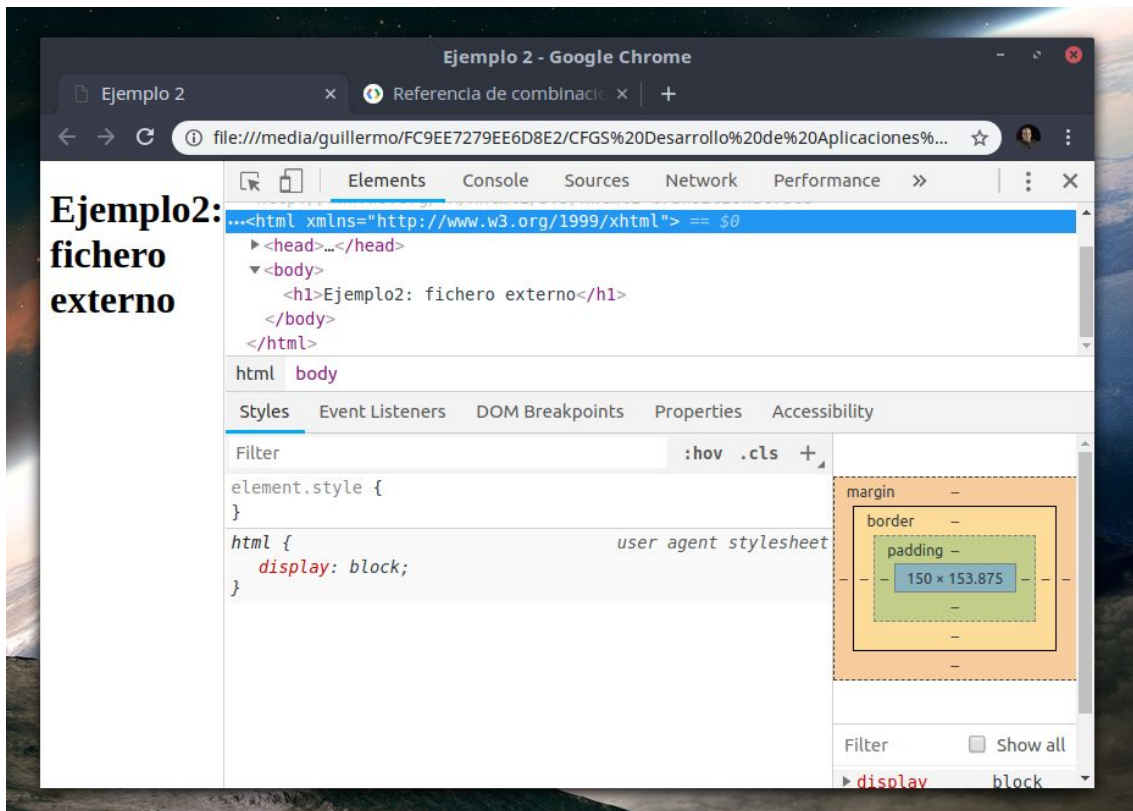 Ejemplo 2 - Google Chrome
Ejemplo 2
Referencia de combinacio
file:///media/guillermo/FC9EE7279EE6D8E2/CFGS%20Desarrollo%20de%20Aplicaciones%...
Ejemplo2:
fichero
externo
Elements Console Sources Network Performance »
…<html xmlns="http://www.w3.org/1999/xhtml"> == $0
<head>…</head>
<body>
<h1>Ejemplo2: fichero externo</h1>
</body>
</html>
html body
Styles Event Listeners DOM Breakpoints Properties Accessibility
Filter :hov .cls +
element.style {
}
html { user agent stylesheet
display: block;
}
margin –
border –
padding –
– – – 150 × 153.875 – – –
–
–
–
Filter Show all
display block